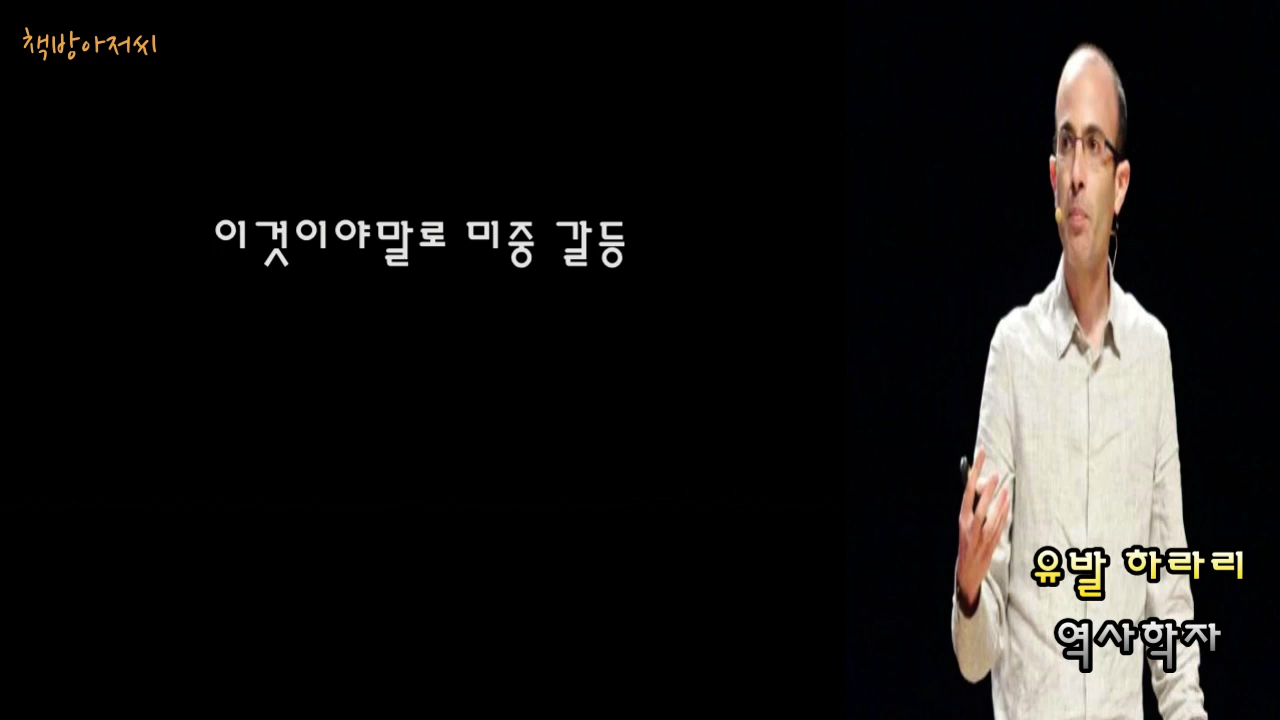 책방아저씨
이것이야말로 미중 갈등
유발 하라리
역사학자